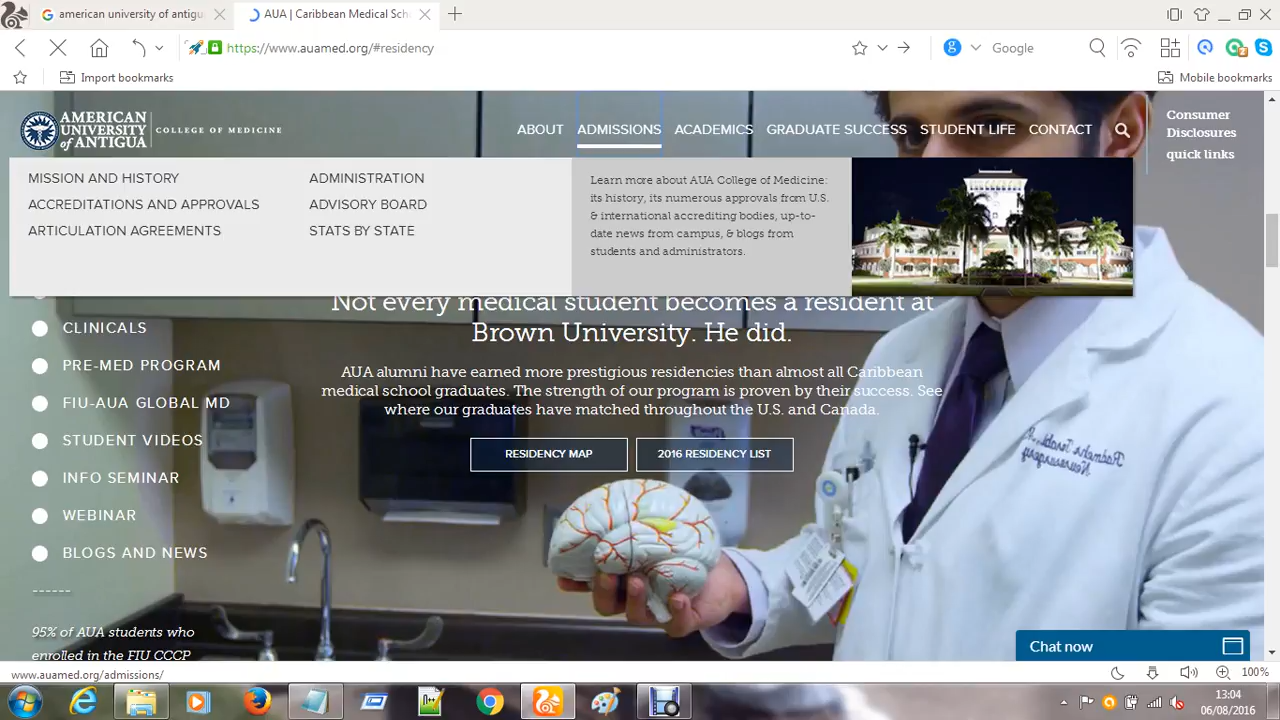 american university of antigu
AUA | Caribbean Medical Sch
https://www.auamed.org/#residency
Google
Import bookmarks
Mobile bookmarks
AMERICAN UNIVERSITY of ANTIGUA COLLEGE OF MEDICINE
ABOUT ADMISSIONS ACADEMICS GRADUATE SUCCESS STUDENT LIFE CONTACT
Consumer
Disclosures
quick links
MISSION AND HISTORY
ACCREDITATIONS AND APPROVALS
ARTICULATION AGREEMENTS
ADMINISTRATION
ADVISORY BOARD
STATS BY STATE
Learn more about AUA College of Medicine:
its history, its numerous approvals from U.S.
& international accrediting bodies, up-to-
date news from campus, & blogs from
students and administrators.
Not every medical student becomes a resident at
Brown University. He did.
AUA alumni have earned more prestigious residencies than almost all Caribbean
medical school graduates. The strength of our program is proven by their success. See
where our graduates have matched throughout the U.S. and Canada.
RESIDENCY MAP
2016 RESIDENCY LIST
CLINICALS
PRE-MED PROGRAM
FIU-AUA GLOBAL MD
STUDENT VIDEOS
INFO SEMINAR
WEBINAR
BLOGS AND NEWS
------
95% of AUA students who
enrolled in the FIU CCCP
Neurosurgery
Chat now
www.auamed.org/admissions/
100%
13:04
06/08/2016